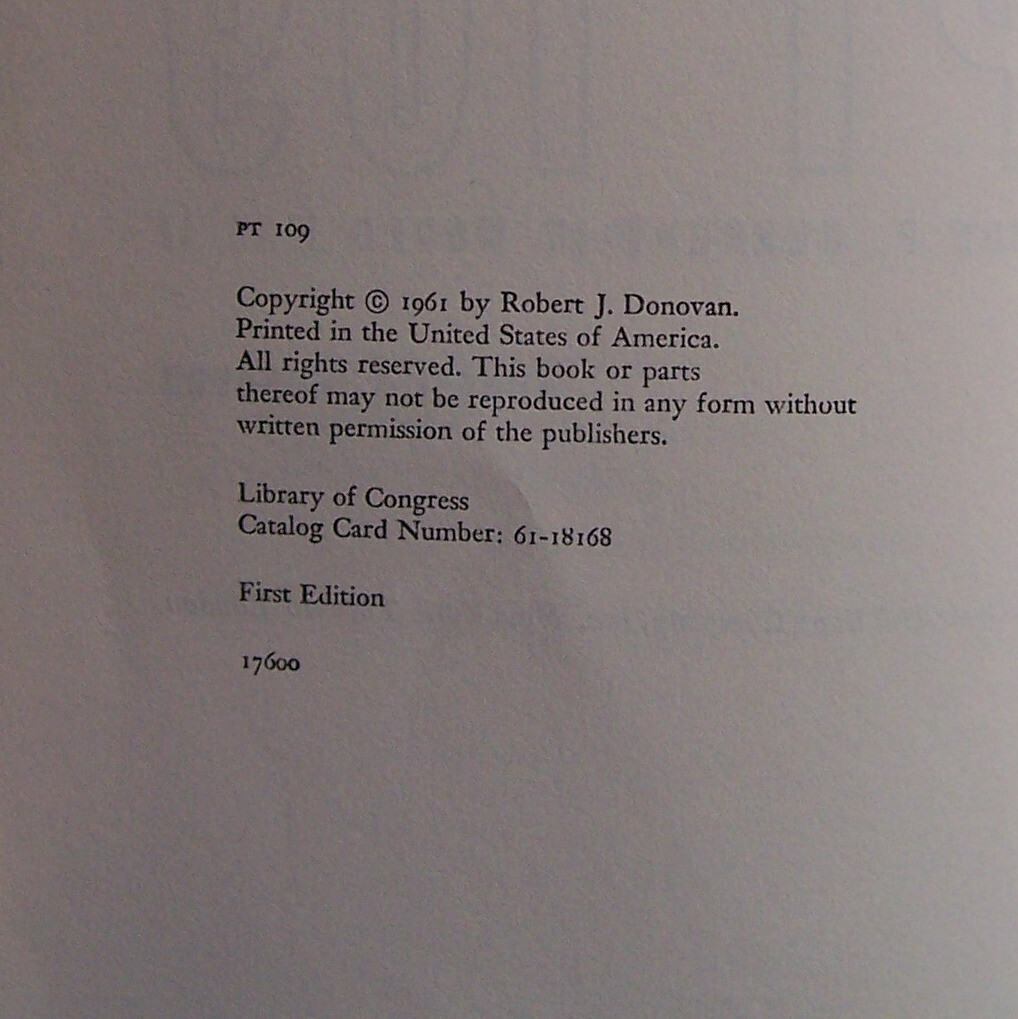 PT 109
Copyright © 1961 by Robert J. Donovan.
Printed in the United States of America.
All rights reserved. This book or parts
thereof may not be reproduced in any form without
written permission of the publishers.
Library of Congress
Catalog Card Number: 61-18168
First Edition
17600